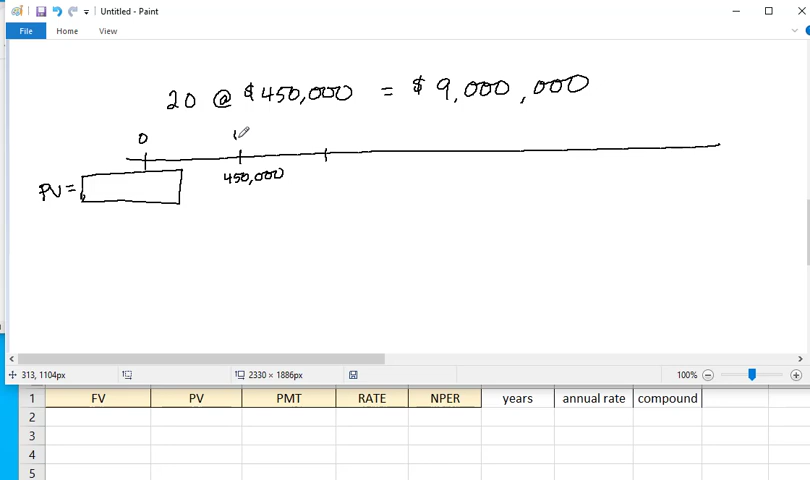 Untitled - Paint
File Home View
20 @ $450,000 = $9,000,000
0 1
450,000
PV =
313, 1104px 2330 × 1886px 100%
1 FV PV PMT RATE NPER years annual rate compound
2
3
4
5